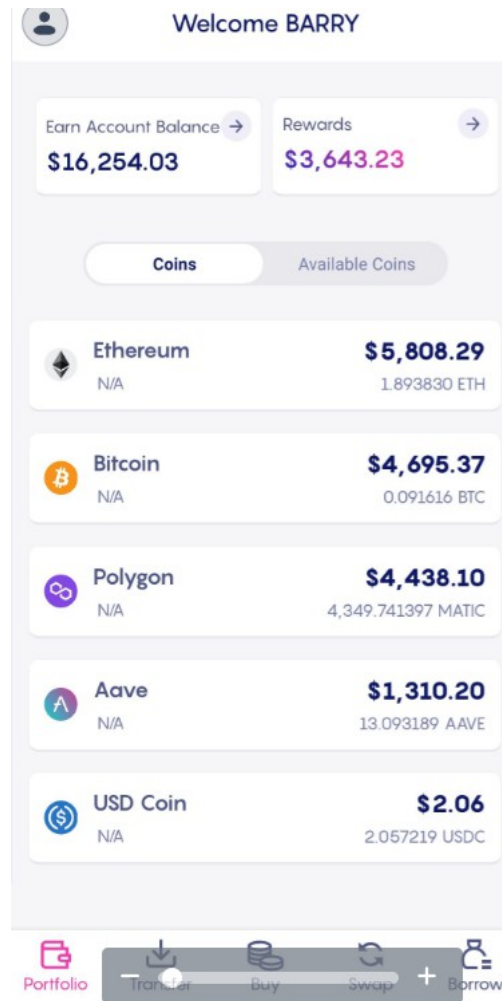 Welcome BARRY
Earn Account Balance
$16,254.03
Rewards
$3,643.23
Coins
Available Coins
Ethereum
$5,808.29
N/A
1.893830 ETH
Bitcoin
$4,695.37
N/A
0.091616 BTC
Polygon
$4,438.10
N/A
4,349.741397 MATIC
Aave
$1,310.20
N/A
13.093189 AAVE
USD Coin
$2.06
N/A
2.057219 USDC
Portfolio
Transfer
Buy
Swap
Borrow